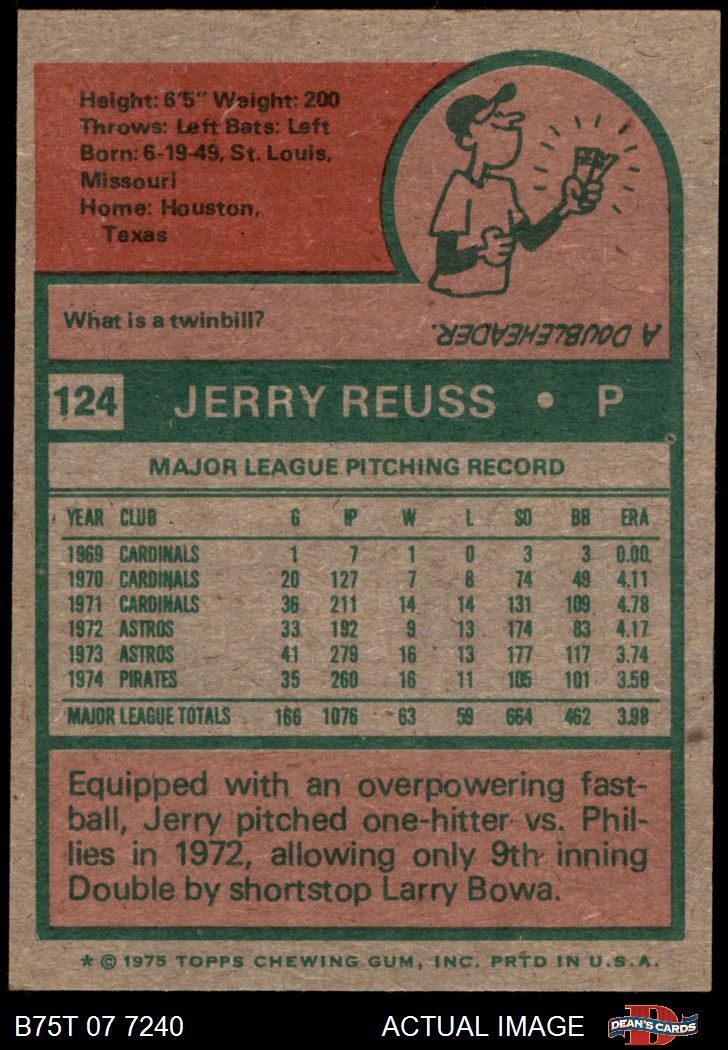 Height: 6'5" Weight: 200
Throws: Left Bats: Left
Born: 6-19-49, St. Louis,
Missouri
Home: Houston,
Texas
What is a twinbill?
A DOUBLEHEADER.
124 JERRY REUSS • P
MAJOR LEAGUE PITCHING RECORD
YEAR CLUB G IP W L SO BB ERA
1969 CARDINALS 1 7 1 0 3 3 0.00
1970 CARDINALS 20 127 7 8 74 49 4.11
1971 CARDINALS 36 211 14 14 131 109 4.78
1972 ASTROS 33 192 9 13 174 83 4.17
1973 ASTROS 41 279 16 13 177 117 3.74
1974 PIRATES 35 260 16 11 105 101 3.50
MAJOR LEAGUE TOTALS 166 1076 63 59 664 462 3.98
Equipped with an overpowering fast-
ball, Jerry pitched one-hitter vs. Phil-
lies in 1972, allowing only 9th inning
Double by shortstop Larry Bowa.
* © 1975 TOPPS CHEWING GUM, INC. PRTD IN U.S.A.
B75T 07 7240 ACTUAL IMAGE DEAN'S CARDS